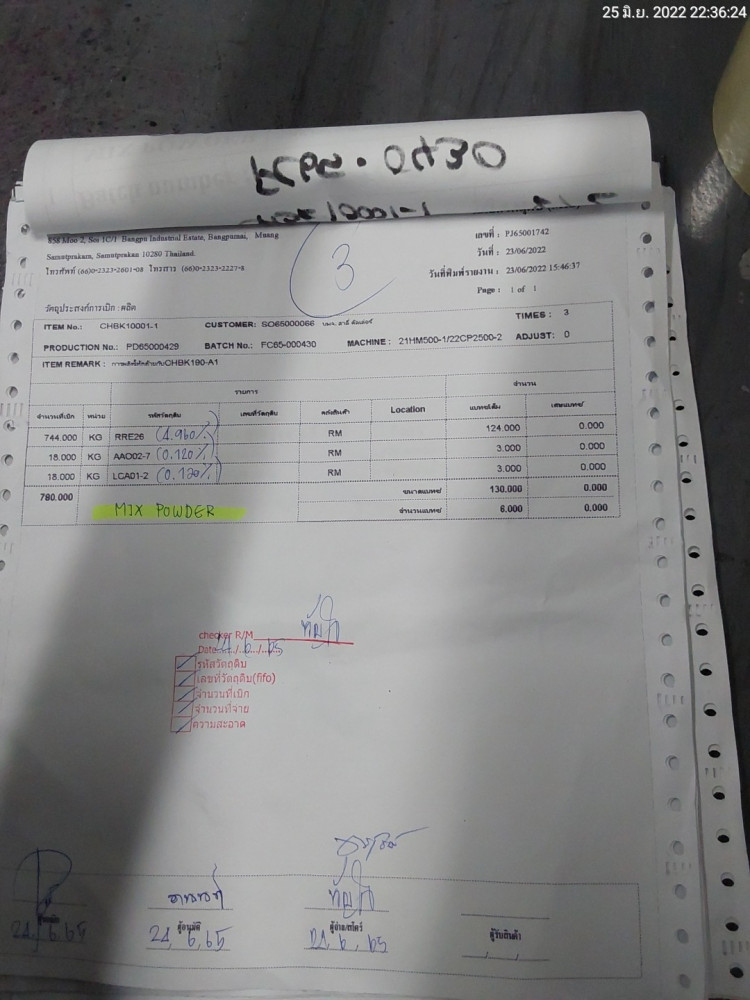 25 มิ.ย. 2022 22:36:24
858 Moo 2, Soi 1C/1 Bangpu Industrial Estate, Bangpumai, Muang
Samutprakarn, Samutprakan 10280 Thailand.
โทรศัพท์ (66)0-2323-2601-08 โทรสาร (66)0-2323-2227-8
3
เลขที่ : PJ65001742
วันที่ : 23/06/2022
วันที่พิมพ์รายงาน : 23/06/2022 15:46:37
Page : 1 of 1
วัตถุประสงค์การเบิก : ผลิต
ITEM No.: CHBK10001-1 CUSTOMER: SO65000066 TIMES : 3
PRODUCTION No.: PD65000429 BATCH No.: FC65-000430 MACHINE : 21HM500-1/22CP2500-2 ADJUST: 0
ITEM REMARK : CHBK190-A1
รายการ จำนวน
จำนวนที่เบิก หน่วย รหัสวัตถุดิบ เลขที่วัตถุดิบ คลังสินค้า Location แบทช์เต็ม เศษแบทช์
744.000 KG RRE26 (4.960%) RM 124.000 0.000
18.000 KG AAO02-7 (0.120%) RM 3.000 0.000
18.000 KG LCA01-2 (0.120%) RM 3.000 0.000
780.000 ขนาดแบทช์ 130.000 0.000
MIX POWDER จำนวนแบทช์ 6.000 0.000
checker R/M
Date
รหัสวัตถุดิบ
เลขที่วัตถุดิบ(fifo)
จำนวนที่เบิก
จำนวนที่จ่าย
ความสะอาด
ผู้อนุมัติ ผู้จ่าย/สโตร์ ผู้รับสินค้า
24, 6, 65 24, 6, 65 24, 6, 65